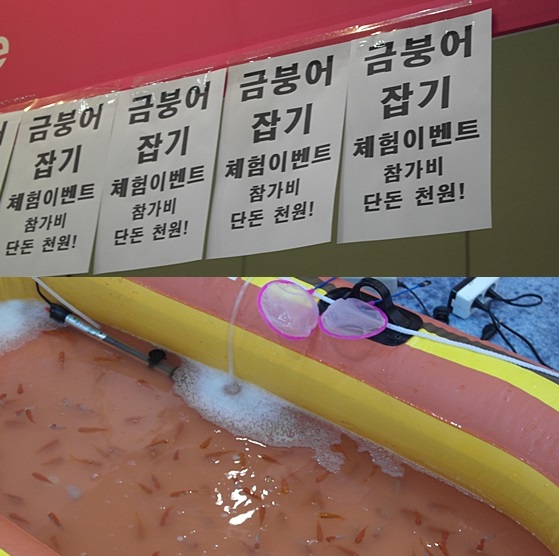 e
금붕어
잡기
체험이벤트
참가비
단돈 천원!
금붕어
잡기
체험이벤트
참가비
단돈 천원!
금붕어
잡기
체험이벤트
참가비
단돈 천원!
금붕어
잡기
체험이벤트
참가비
단돈 천원!